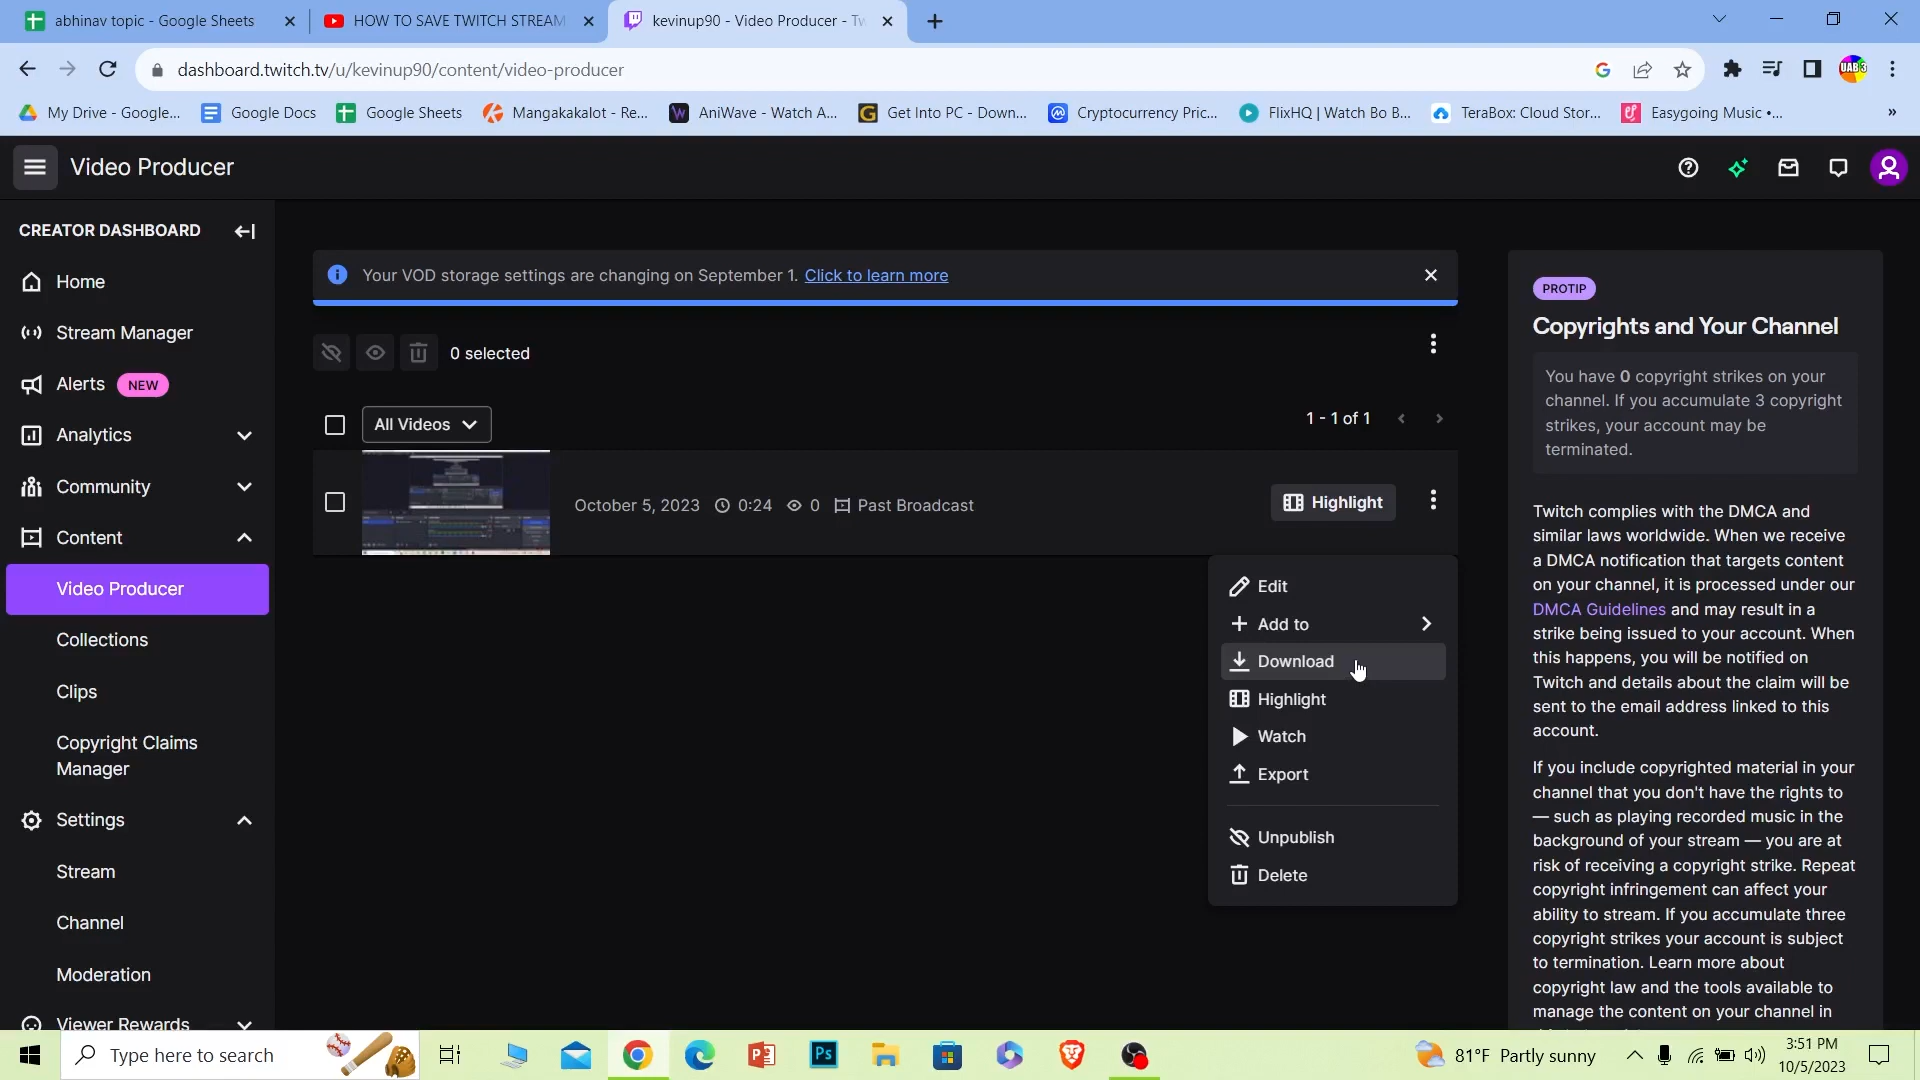 abhinav topic - Google Sheets
HOW TO SAVE TWITCH STREAM
kevinup90 - Video Producer - Tw
dashboard.twitch.tv/u/kevinup90/content/video-producer
UAB 3
My Drive - Google...
Google Docs
Google Sheets
Mangakakalot - Re...
AniWave - Watch A...
Get Into PC - Down...
Cryptocurrency Pric...
FlixHQ | Watch Bo B...
TeraBox: Cloud Stor...
Easygoing Music •...
»
Video Producer
CREATOR DASHBOARD
Home
Stream Manager
Alerts NEW
Analytics
Community
Content
Video Producer
Collections
Clips
Copyright Claims
Manager
Settings
Stream
Channel
Moderation
Viewer Rewards
Your VOD storage settings are changing on September 1. Click to learn more
0 selected
All Videos
1 - 1 of 1
October 5, 2023 0:24 0 Past Broadcast
Highlight
Edit
Add to
Download
Highlight
Watch
Export
Unpublish
Delete
PROTIP
Copyrights and Your Channel
You have 0 copyright strikes on your
channel. If you accumulate 3 copyright
strikes, your account may be
terminated.
Twitch complies with the DMCA and
similar laws worldwide. When we receive
a DMCA notification that targets content
on your channel, it is processed under our
DMCA Guidelines and may result in a
strike being issued to your account. When
this happens, you will be notified on
Twitch and details about the claim will be
sent to the email address linked to this
account.
If you include copyrighted material in your
channel that you don't have the rights to
— such as playing recorded music in the
background of your stream — you are at
risk of receiving a copyright strike. Repeat
copyright infringement can affect your
ability to stream. If you accumulate three
copyright strikes your account is subject
to termination. Learn more about
copyright law and the tools available to
manage the content on your channel in
Type here to search
Ps
81°F Partly sunny
3:51 PM
10/5/2023